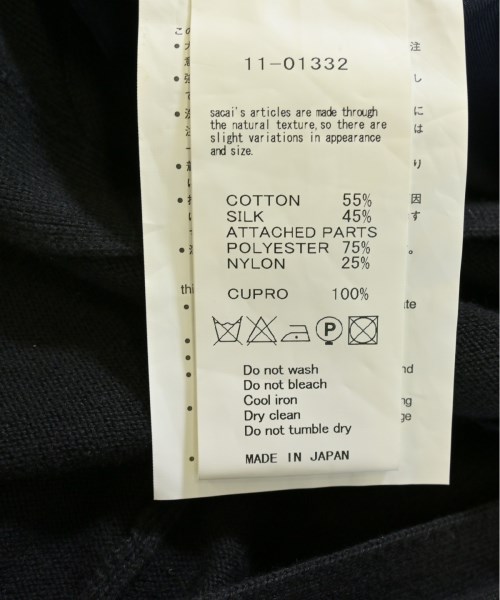 11-01332
sacai's articles are made through
the natural texture,so there are
slight variations in appearance
and size.
COTTON 55%
SILK 45%
ATTACHED PARTS
POLYESTER 75%
NYLON 25%
CUPRO 100%
P
Do not wash
Do not bleach
Cool iron
Dry clean
Do not tumble dry
MADE IN JAPAN